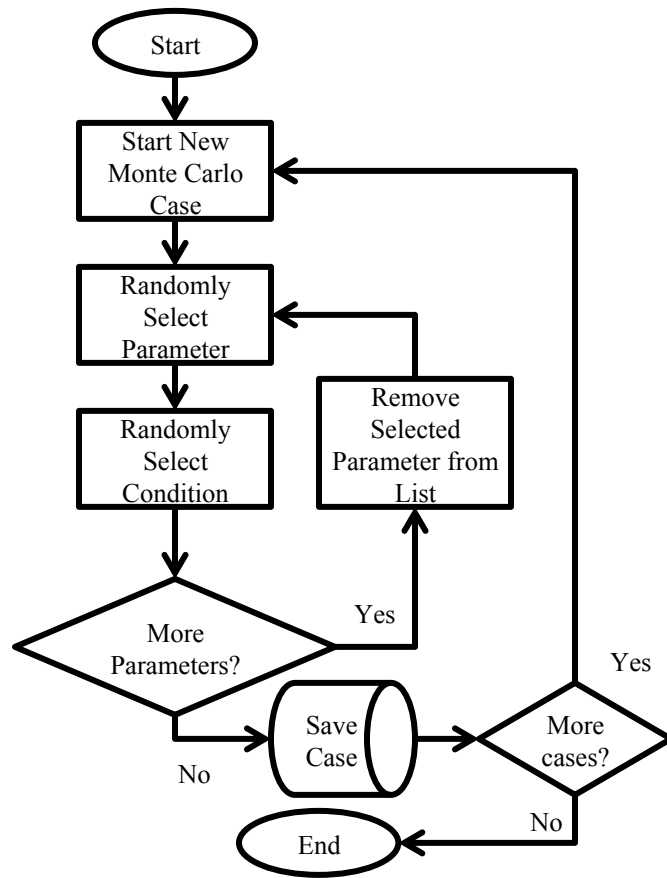 Start
Start New
Monte Carlo
Case
Randomly
Select
Parameter
Randomly
Select
Condition
Remove
Selected
Parameter from
List
Yes
More
Parameters?
No
Save
Case
More
cases?
Yes
No
End